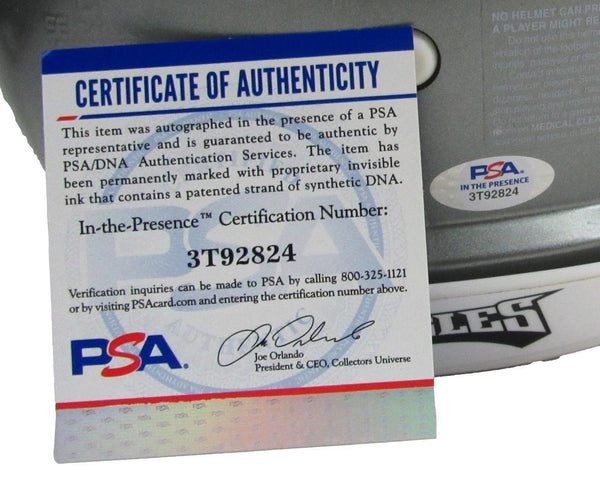 CERTIFICATE OF AUTHENTICITY
This item was autographed in the presence of a PSA
representative and is guaranteed to be authentic by
PSA/DNA Authentication Services. The item has
been permanently marked with proprietary invisible
ink that contains a patented strand of synthetic DNA.
In-the-Presence™ Certification Number:
3T92824
Verification inquiries can be made to PSA by calling 800-325-1121
or by visiting PSAcard.com and entering the certification number above.
PSA.
Joe Orlando
President & CEO, Collectors Universe
NO HELMET CAN
A PLAYER MIGHT
PSA
IN THE PRESENCE
3T92824
LES